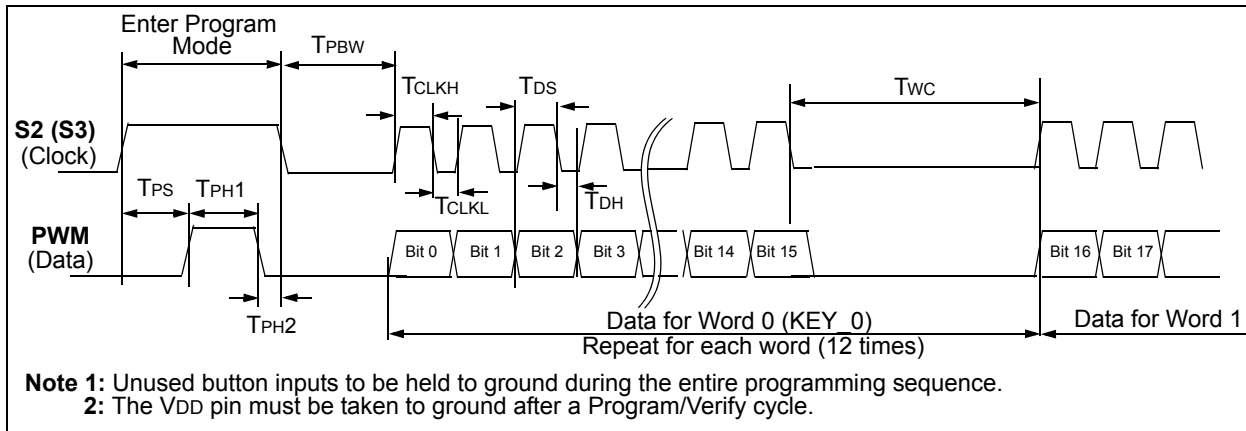 Enter Program
Mode
TPBW
TCLKH
TDS
TWC
S2 (S3)
(Clock)
TPS
TPH1
TCLKL
TDH
PWM
(Data)
Bit 0
Bit 1
Bit 2
Bit 3
Bit 14
Bit 15
Bit 16
Bit 17
TPH2
Data for Word 0 (KEY_0)
Repeat for each word (12 times)
Data for Word 1
Note 1: Unused button inputs to be held to ground during the entire programming sequence.
2: The VDD pin must be taken to ground after a Program/Verify cycle.